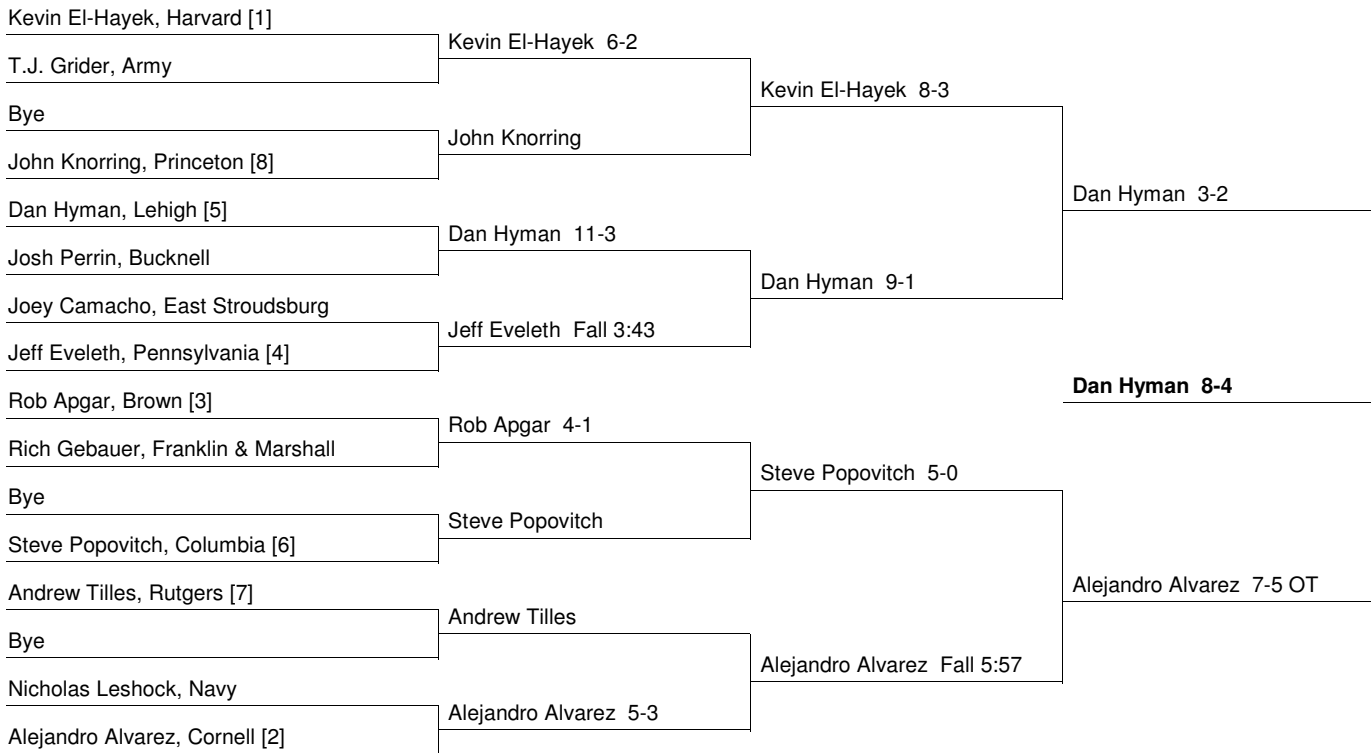 Kevin El-Hayek, Harvard [1]
T.J. Grider, Army
Bye
John Knorring, Princeton [8]
Dan Hyman, Lehigh [5]
Josh Perrin, Bucknell
Joey Camacho, East Stroudsburg
Jeff Eveleth, Pennsylvania [4]
Rob Apgar, Brown [3]
Rich Gebauer, Franklin & Marshall
Bye
Steve Popovitch, Columbia [6]
Andrew Tilles, Rutgers [7]
Bye
Nicholas Leshock, Navy
Alejandro Alvarez, Cornell [2]
Kevin El-Hayek 6-2
John Knorring
Dan Hyman 11-3
Jeff Eveleth Fall 3:43
Rob Apgar 4-1
Steve Popovitch
Andrew Tilles
Alejandro Alvarez 5-3
Kevin El-Hayek 8-3
Dan Hyman 9-1
Steve Popovitch 5-0
Alejandro Alvarez Fall 5:57
Dan Hyman 3-2
Dan Hyman 8-4
Alejandro Alvarez 7-5 OT